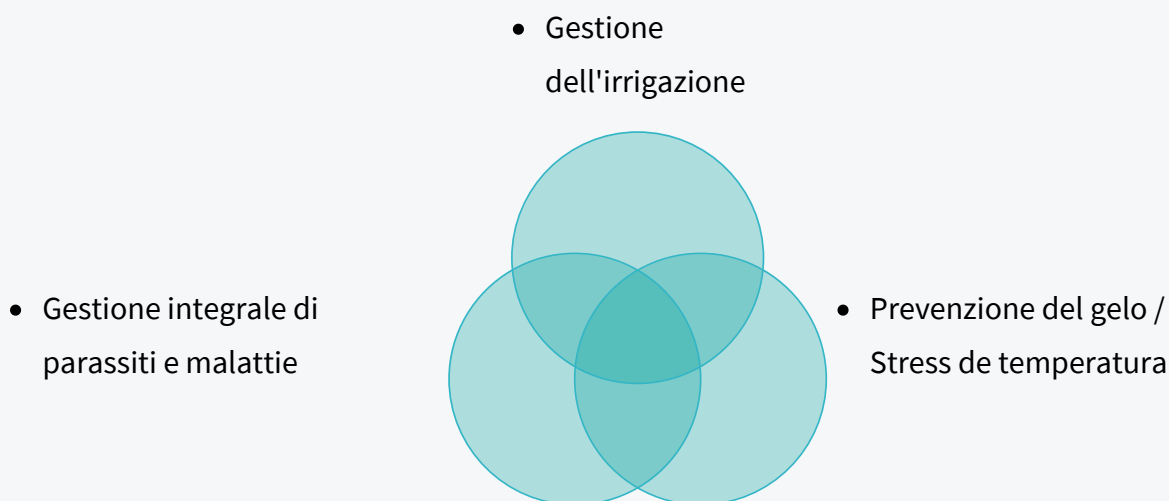 • Gestione
dell'irrigazione
• Gestione integrale di
parassiti e malattie
• Prevenzione del gelo /
Stress de temperatura